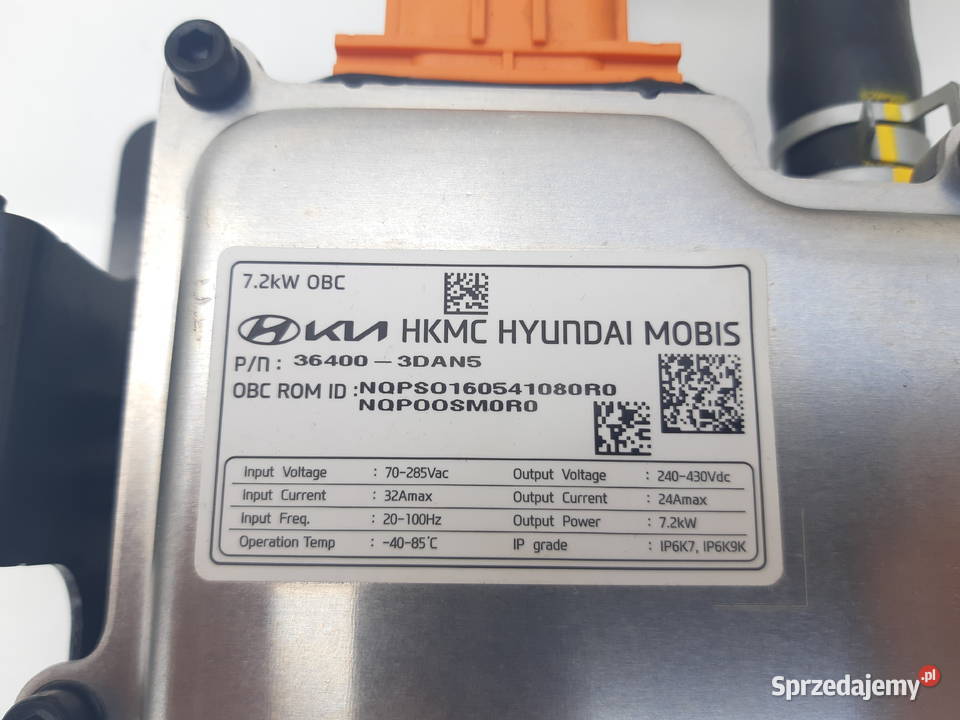 7.2kW OBC
KIA HKMC HYUNDAI MOBIS
P/N : 36400 - 3DAN5
OBC ROM ID : NQPS0160541080R0
NQP00SM0R0
Input Voltage : 70-285Vac Output Voltage : 240-430Vdc
Input Current : 32Amax Output Current : 24Amax
Input Freq. : 20-100Hz Output Power : 7.2kW
Operation Temp : -40-85℃ IP grade : IP6K7, IP6K9K
Sprzedajemy.pl